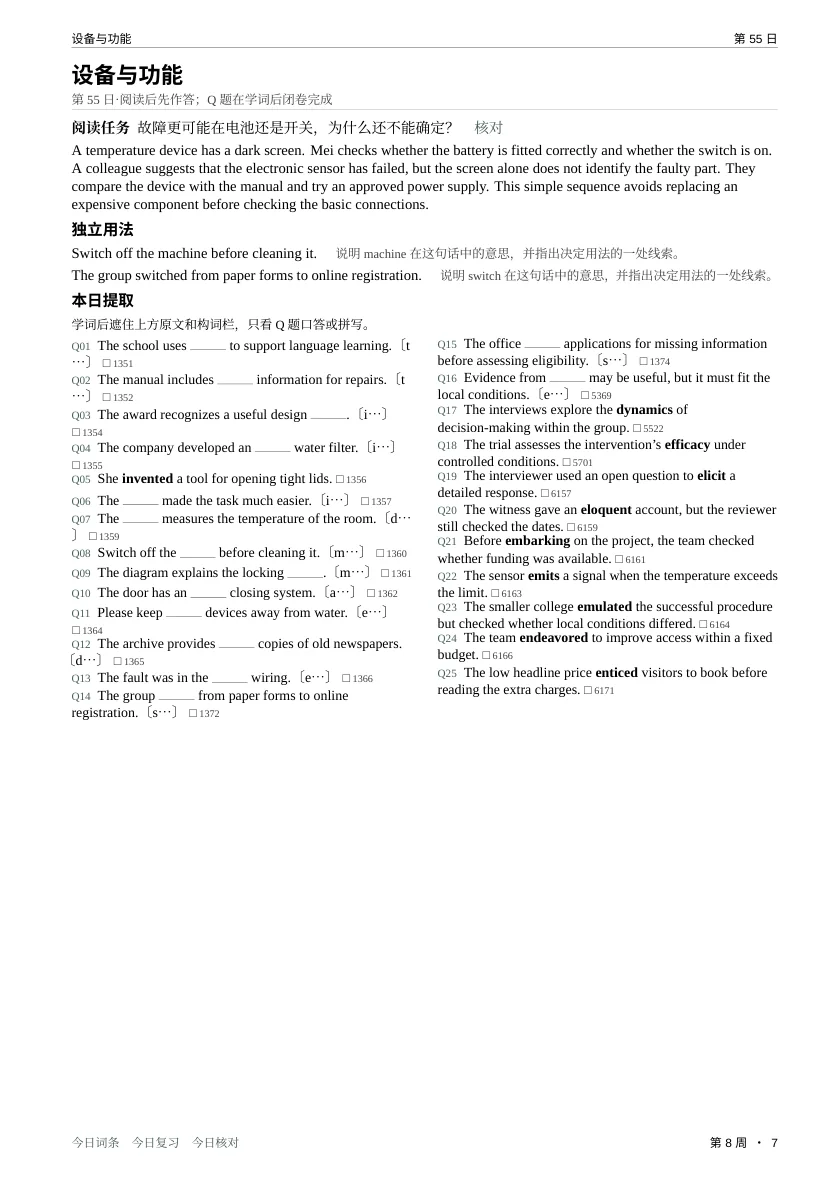 设备与功能 第 55 日
设备与功能
第 55 日·阅读后先作答；Q 题在学词后闭卷完成
阅读任务 故障更可能在电池还是开关，为什么还不能确定？ 核对
A temperature device has a dark screen. Mei checks whether the battery is fitted correctly and whether the switch is on.
A colleague suggests that the electronic sensor has failed, but the screen alone does not identify the faulty part. They
compare the device with the manual and try an approved power supply. This simple sequence avoids replacing an
expensive component before checking the basic connections.
独立用法
Switch off the machine before cleaning it. 说明 machine 在这句话中的意思，并指出决定用法的一处线索。
The group switched from paper forms to online registration. 说明 switch 在这句话中的意思，并指出决定用法的一处线索。
本日提取
学词后遮住上方原文和构词栏，只看 Q 题口答或拼写。
Q01 The school uses _____ to support language learning.〔t
…〕 □ 1351
Q02 The manual includes _____ information for repairs.〔t
…〕 □ 1352
Q03 The award recognizes a useful design _____.〔i…〕
□ 1354
Q04 The company developed an _____ water filter.〔i…〕
□ 1355
Q05 She invented a tool for opening tight lids. □ 1356
Q06 The _____ made the task much easier.〔i…〕 □ 1357
Q07 The _____ measures the temperature of the room.〔d…
〕 □ 1359
Q08 Switch off the _____ before cleaning it.〔m…〕 □ 1360
Q09 The diagram explains the locking _____.〔m…〕 □ 1361
Q10 The door has an _____ closing system.〔a…〕 □ 1362
Q11 Please keep _____ devices away from water.〔e…〕
□ 1364
Q12 The archive provides _____ copies of old newspapers.
〔d…〕 □ 1365
Q13 The fault was in the _____ wiring.〔e…〕 □ 1366
Q14 The group _____ from paper forms to online
registration.〔s…〕 □ 1372
Q15 The office _____ applications for missing information
before assessing eligibility.〔s…〕 □ 1374
Q16 Evidence from _____ may be useful, but it must fit the
local conditions.〔e…〕 □ 5369
Q17 The interviews explore the dynamics of
decision-making within the group. □ 5522
Q18 The trial assesses the intervention’s efficacy under
controlled conditions. □ 5701
Q19 The interviewer used an open question to elicit a
detailed response. □ 6157
Q20 The witness gave an eloquent account, but the reviewer
still checked the dates. □ 6159
Q21 Before embarking on the project, the team checked
whether funding was available. □ 6161
Q22 The sensor emits a signal when the temperature exceeds
the limit. □ 6163
Q23 The smaller college emulated the successful procedure
but checked whether local conditions differed. □ 6164
Q24 The team endeavored to improve access within a fixed
budget. □ 6166
Q25 The low headline price enticed visitors to book before
reading the extra charges. □ 6171
今日词条 今日复习 今日核对 第 8 周 · 7